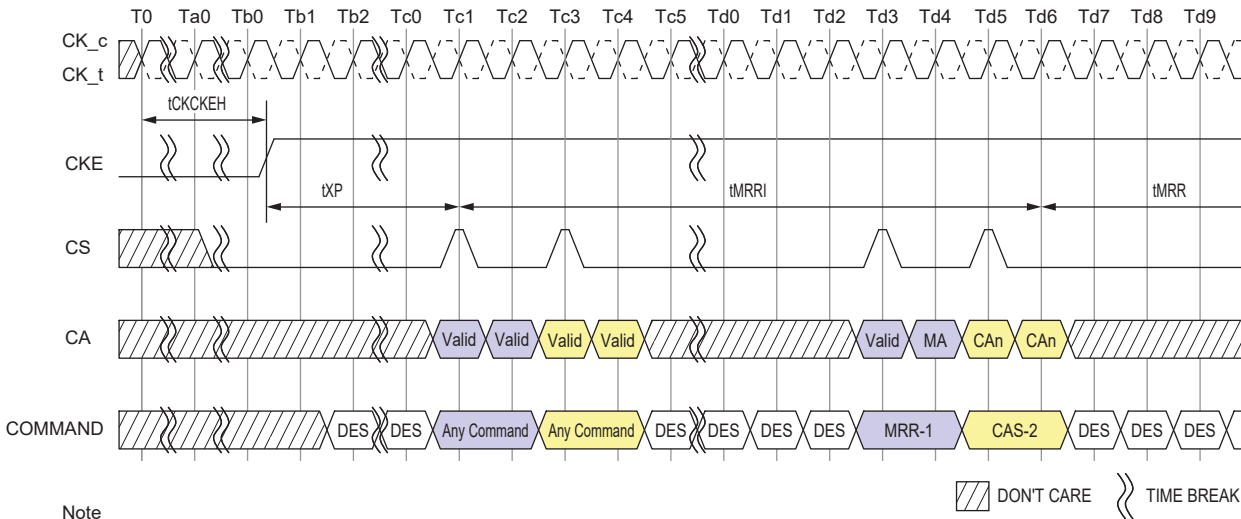 T0 Ta0 Tb0 Tb1 Tb2 Tc0 Tc1 Tc2 Tc3 Tc4 Tc5 Td0 Td1 Td2 Td3 Td4 Td5 Td6 Td7 Td8 Td9
CK_c
CK_t
tCKCKEH
CKE
tXP tMRRI tMRR
CS
CA Valid Valid Valid Valid Valid MA CAn CAn
COMMAND DES DES Any Command Any Command DES DES DES DES MRR-1 CAS-2 DES DES DES
DON'T CARE TIME BREAK
Note